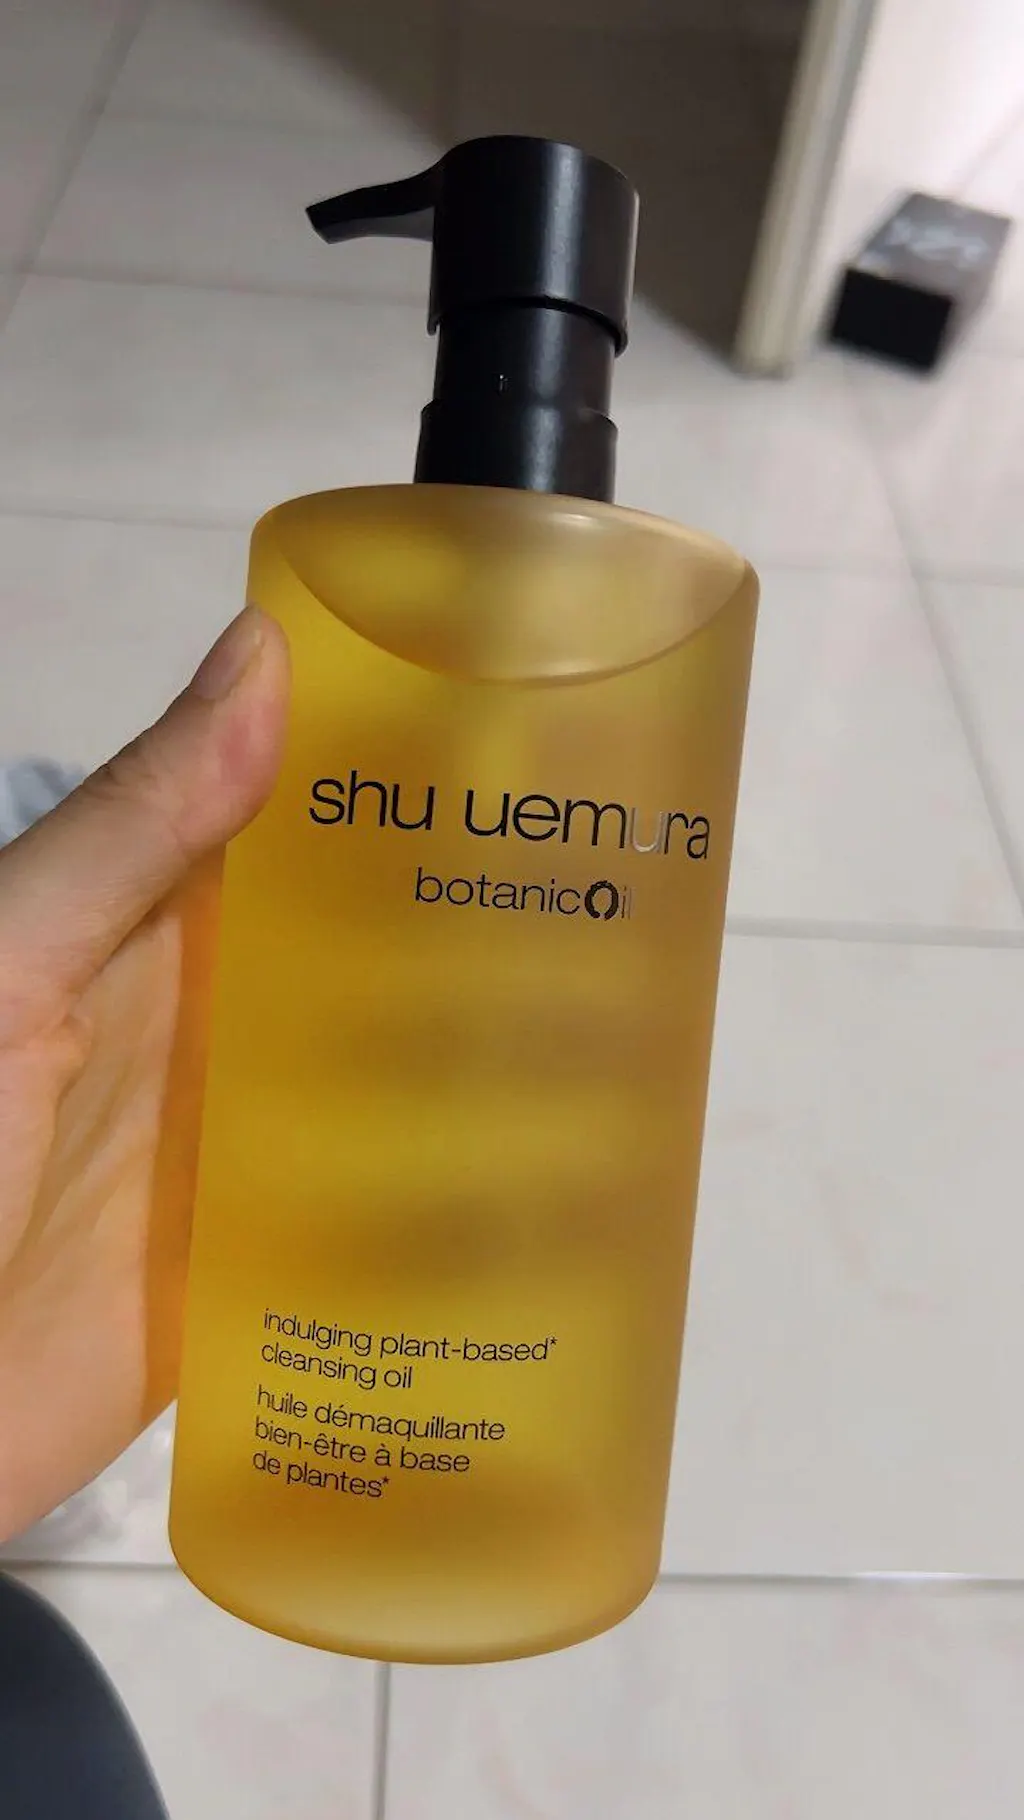 shu uemura
botanicOil
indulging plant-based*
cleansing oil
huile démaquillante
bien-être à base
de plantes*